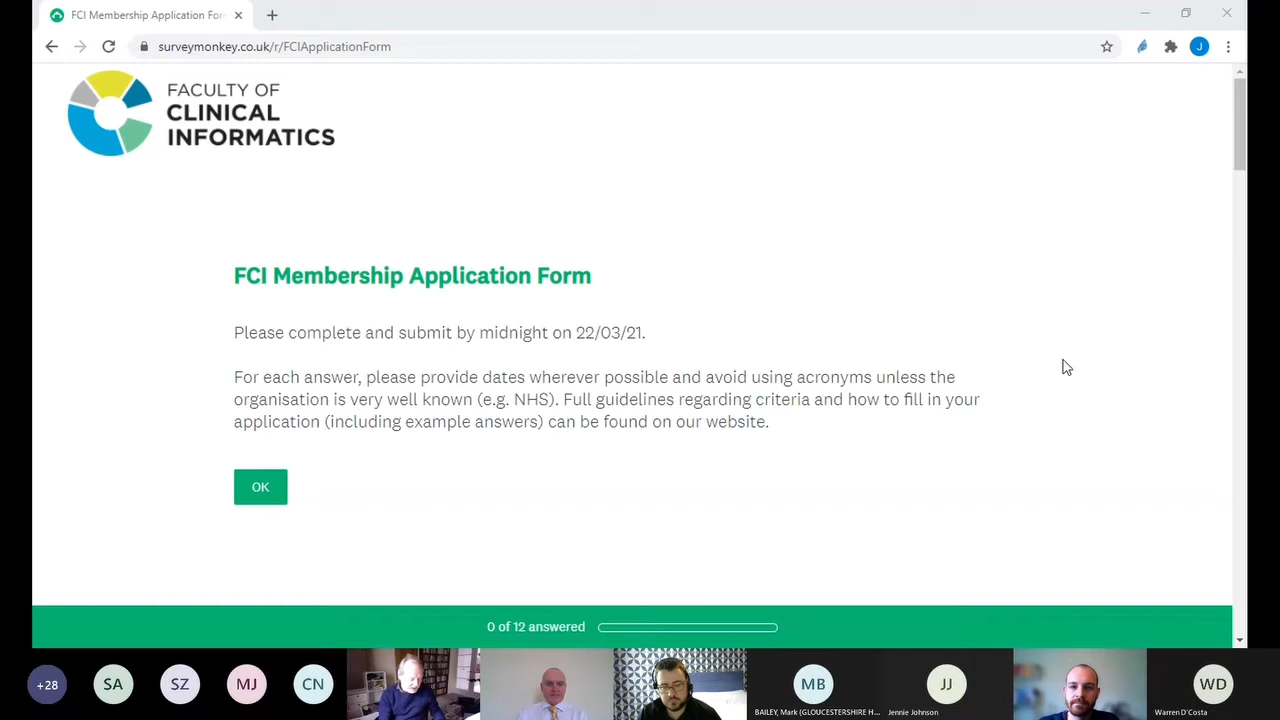 FCI Membership Application For
surveymonkey.co.uk/r/FCIApplicationForm
J
FACULTY OF
CLINICAL
INFORMATICS
FCI Membership Application Form
Please complete and submit by midnight on 22/03/21.
For each answer, please provide dates wherever possible and avoid using acronyms unless the
organisation is very well known (e.g. NHS). Full guidelines regarding criteria and how to fill in your
application (including example answers) can be found on our website.
OK
0 of 12 answered
+28
SA
SZ
MJ
CN
MB
JJ
WD
BAILEY, Mark (GLOUCESTERSHIRE H...
Jennie Johnson
Warren D'Costa